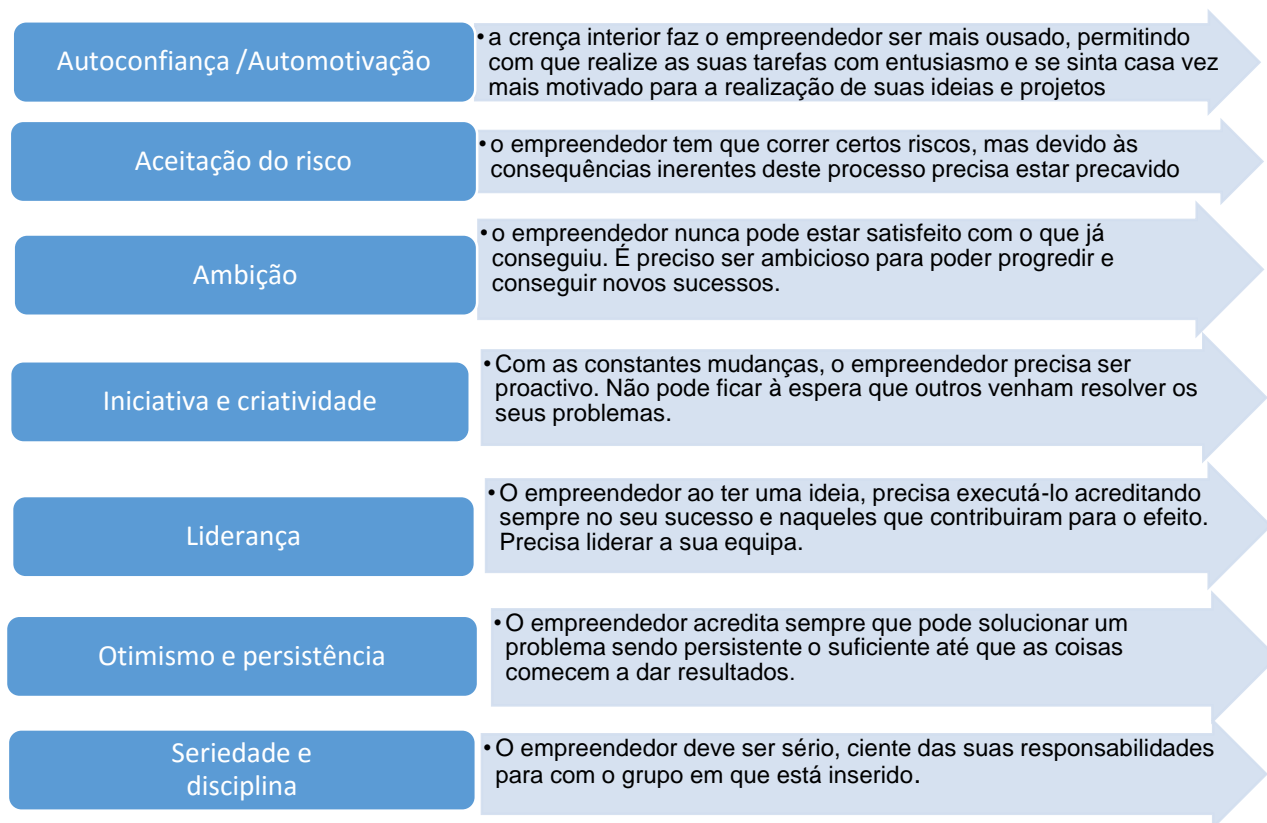 Autoconfiança /Automotivação
• a crença interior faz o empreendedor ser mais ousado, permitindo
com que realize as suas tarefas com entusiasmo e se sinta casa vez
mais motivado para a realização de suas ideias e projetos
Aceitação do risco
• o empreendedor tem que correr certos riscos, mas devido às
consequências inerentes deste processo precisa estar precavido
Ambição
• o empreendedor nunca pode estar satisfeito com o que já
conseguiu. É preciso ser ambicioso para poder progredir e
conseguir novos sucessos.
Iniciativa e criatividade
• Com as constantes mudanças, o empreendedor precisa ser
proactivo. Não pode ficar à espera que outros venham resolver os
seus problemas.
Liderança
• O empreendedor ao ter uma ideia, precisa executá-lo acreditando
sempre no seu sucesso e naqueles que contribuiram para o efeito.
Precisa liderar a sua equipa.
Otimismo e persistência
• O empreendedor acredita sempre que pode solucionar um
problema sendo persistente o suficiente até que as coisas
comecem a dar resultados.
Seriedade e
disciplina
• O empreendedor deve ser sério, ciente das suas responsabilidades
para com o grupo em que está inserido.